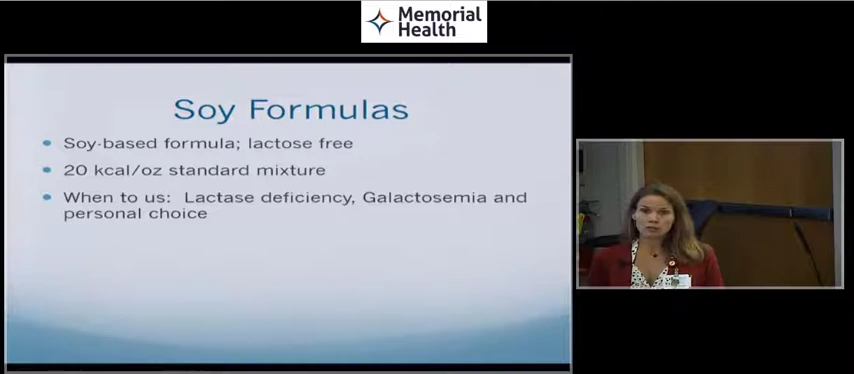 Memorial
Health
Soy Formulas
Soy-based formula; lactose free
20 kcal/oz standard mixture
When to us: Lactase deficiency, Galactosemia and
personal choice